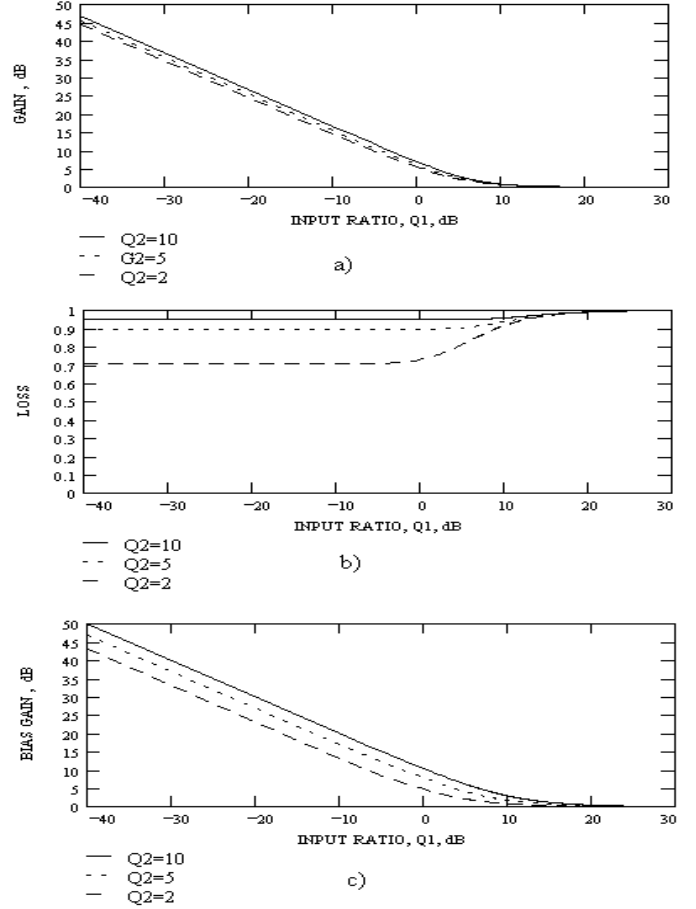 50
45
40
35
30
25
20
15
10
5
0
GAIN , dB
−40 −30 −20 −10 0 10 20 30
INPUT RATIO, Q1, dB
Q2=10
G2=5
Q2=2
a)
1
0.9
0.8
0.7
0.6
0.5
0.4
0.3
0.2
0.1
0
LOSS
−40 −30 −20 −10 0 10 20 30
INPUT RATIO, Q1, dB
Q2=10
Q2=5
Q2=2
b)
50
45
40
35
30
25
20
15
10
5
0
BIAS GAIN , dB
−40 −30 −20 −10 0 10 20 30
INPUT RATIO, Q1, dB
Q2=10
Q2=5
Q2=2
c)